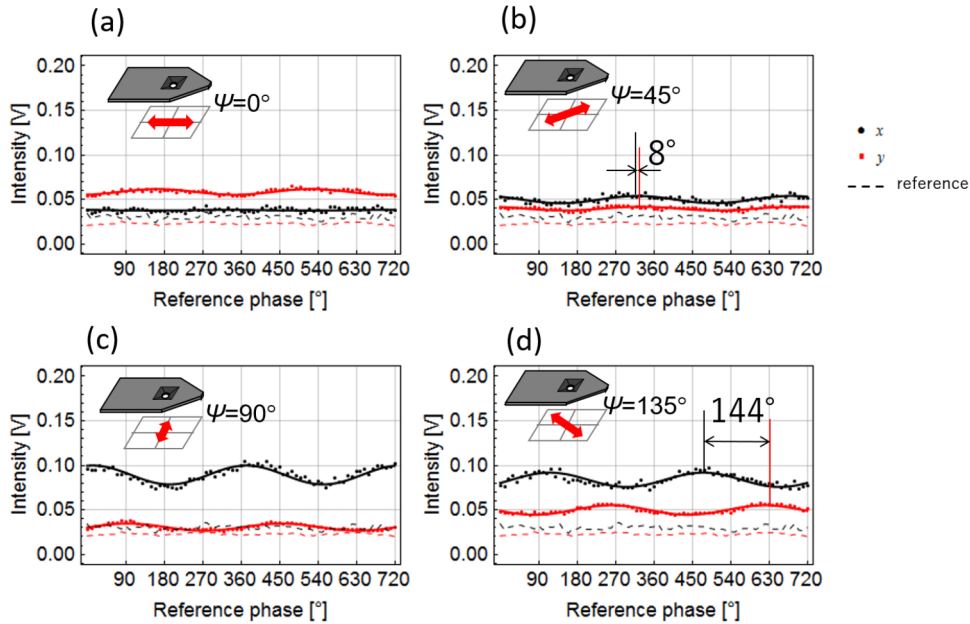 (a)
Intensity [V]
0.20
0.15
0.10
0.05
0.00
Ψ=0°
90 180 270 360 450 540 630 720
Reference phase [°]
(b)
Intensity [V]
0.20
0.15
0.10
0.05
0.00
Ψ=45°
8°
90 180 270 360 450 540 630 720
Reference phase [°]
x
y
reference
(c)
Intensity [V]
0.20
0.15
0.10
0.05
0.00
Ψ=90°
90 180 270 360 450 540 630 720
Reference phase [°]
(d)
Intensity [V]
0.20
0.15
0.10
0.05
0.00
Ψ=135°
144°
90 180 270 360 450 540 630 720
Reference phase [°]